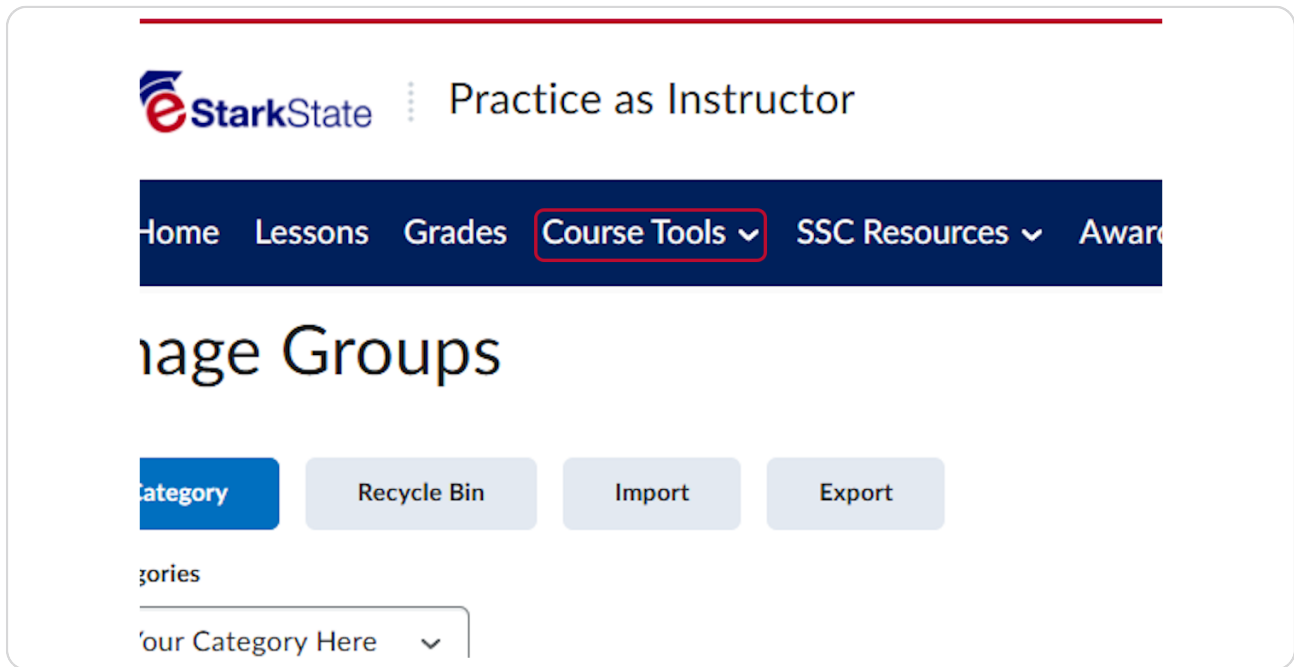 eStarkState Practice as Instructor
Home Lessons Grades Course Tools SSC Resources Awar
nage Groups
Category Recycle Bin Import Export
gories
Your Category Here